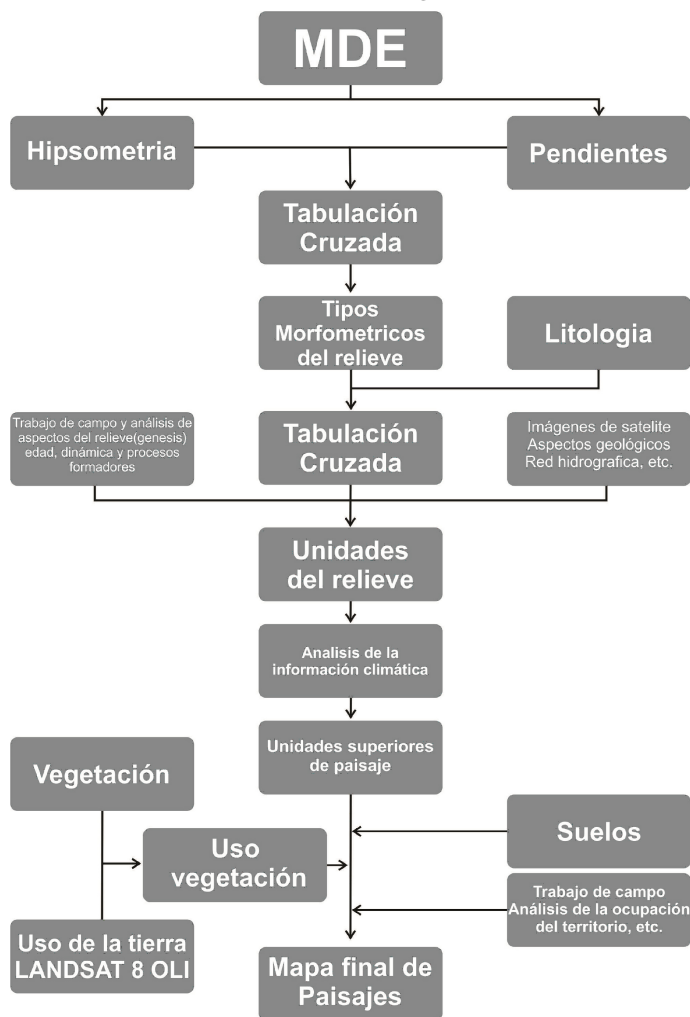 MDE
Hipsometria
Pendientes
Tabulación
Cruzada
Tipos
Morfometricos
del relieve
Litologia
Trabajo de campo y análisis de
aspectos del relieve(genesis)
edad, dinámica y procesos
formadores
Tabulación
Cruzada
Imágenes de satelite
Aspectos geológicos
Red hidrografica, etc.
Unidades
del relieve
Analisis de la
información climática
Unidades superiores
de paisaje
Vegetación
Suelos
Uso
vegetación
Trabajo de campo
Análisis de la ocupación
del territorio, etc.
Uso de la tierra
LANDSAT 8 OLI
Mapa final de
Paisajes